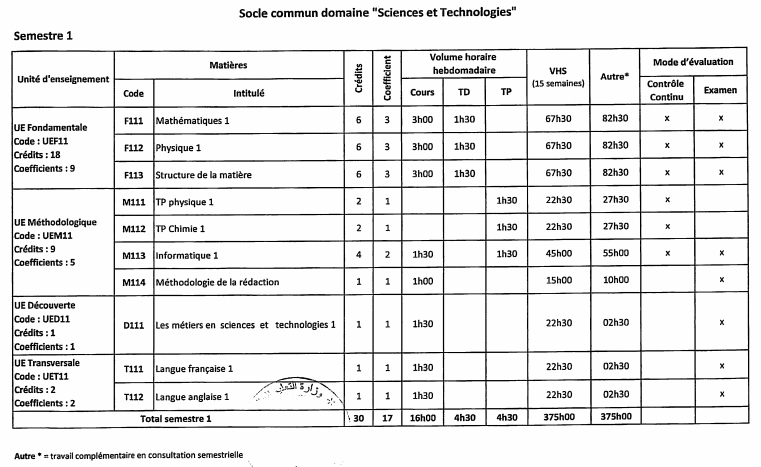 Socle commun domaine "Sciences et Technologies"
Semestre 1
Unité d'enseignement Matières Crédits Coefficient Volume horaire hebdomadaire VHS (15 semaines) Autre* Mode d'évaluation
Code Intitulé Cours TD TP Contrôle Continu Examen
UE Fondamentale
Code : UEF11
Crédits : 18
Coefficients : 9
F111 Mathématiques 1 6 3 3h00 1h30 67h30 82h30 x x
F112 Physique 1 6 3 3h00 1h30 67h30 82h30 x x
F113 Structure de la matière 6 3 3h00 1h30 67h30 82h30 x x
UE Méthodologique
Code : UEM11
Crédits : 9
Coefficients : 5
M111 TP physique 1 2 1 1h30 22h30 27h30 x
M112 TP Chimie 1 2 1 1h30 22h30 27h30 x
M113 Informatique 1 4 2 1h30 1h30 45h00 55h00 x x
M114 Méthodologie de la rédaction 1 1 1h00 15h00 10h00 x
UE Découverte
Code : UED11
Crédits : 1
Coefficients : 1
D111 Les métiers en sciences et technologies 1 1 1 1h30 22h30 02h30 x
UE Transversale
Code : UET11
Crédits : 2
Coefficients : 2
T111 Langue française 1 1 1 1h30 22h30 02h30 x
T112 Langue anglaise 1 1 1 1h30 22h30 02h30 x
وزارة التعليم
Total semestre 1 30 17 16h00 4h30 4h30 375h00 375h00
Autre * = travail complémentaire en consultation semestrielle